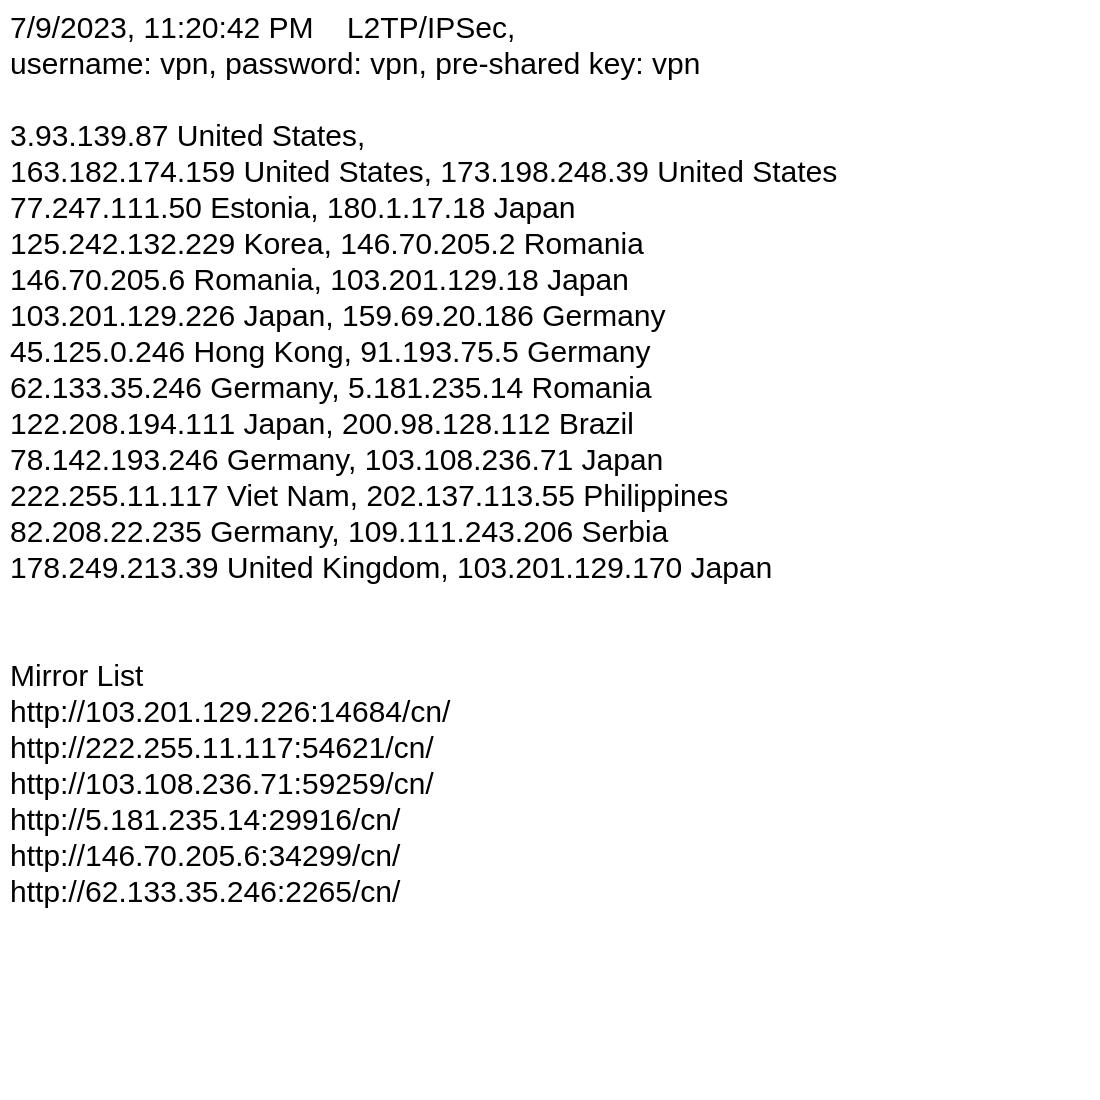 7/9/2023, 11:20:42 PM    L2TP/IPSec,
username: vpn, password: vpn, pre-shared key: vpn
3.93.139.87 United States,
163.182.174.159 United States, 173.198.248.39 United States
77.247.111.50 Estonia, 180.1.17.18 Japan
125.242.132.229 Korea, 146.70.205.2 Romania
146.70.205.6 Romania, 103.201.129.18 Japan
103.201.129.226 Japan, 159.69.20.186 Germany
45.125.0.246 Hong Kong, 91.193.75.5 Germany
62.133.35.246 Germany, 5.181.235.14 Romania
122.208.194.111 Japan, 200.98.128.112 Brazil
78.142.193.246 Germany, 103.108.236.71 Japan
222.255.11.117 Viet Nam, 202.137.113.55 Philippines
82.208.22.235 Germany, 109.111.243.206 Serbia
178.249.213.39 United Kingdom, 103.201.129.170 Japan
Mirror List
http://103.201.129.226:14684/cn/
http://222.255.11.117:54621/cn/
http://103.108.236.71:59259/cn/
http://5.181.235.14:29916/cn/
http://146.70.205.6:34299/cn/
http://62.133.35.246:2265/cn/